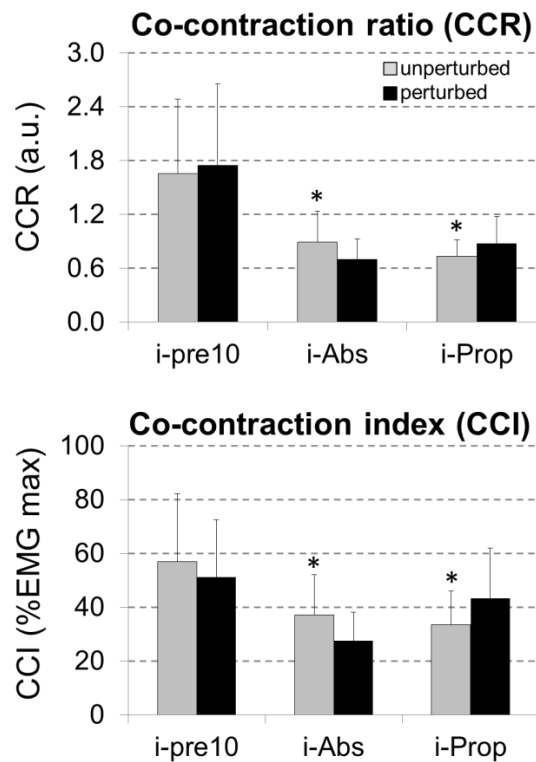 Co-contraction ratio (CCR)
unperturbed
perturbed
CCR (a.u.)
3.0
2.4
1.8
1.2
0.6
0.0
*
*
i-pre10 i-Abs i-Prop
Co-contraction index (CCI)
CCI (%EMG max)
100
80
60
40
20
0
*
*
i-pre10 i-Abs i-Prop